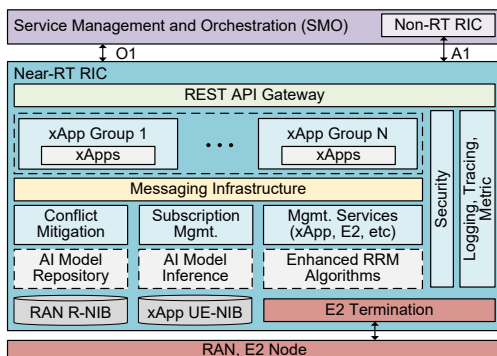 Service Management and Orchestration (SMO)
Non-RT RIC
O1
A1
Near-RT RIC
REST API Gateway
xApp Group 1
xApps
• • •
xApp Group N
xApps
Security
Logging, Tracing,
Metric
Messaging Infrastructure
Conflict
Mitigation
Subscription
Mgmt.
Mgmt. Services
(xApp, E2, etc)
AI Model
Repository
AI Model
Inference
Enhanced RRM
Algorithms
RAN R-NIB
xApp UE-NIB
E2 Termination
RAN, E2 Node